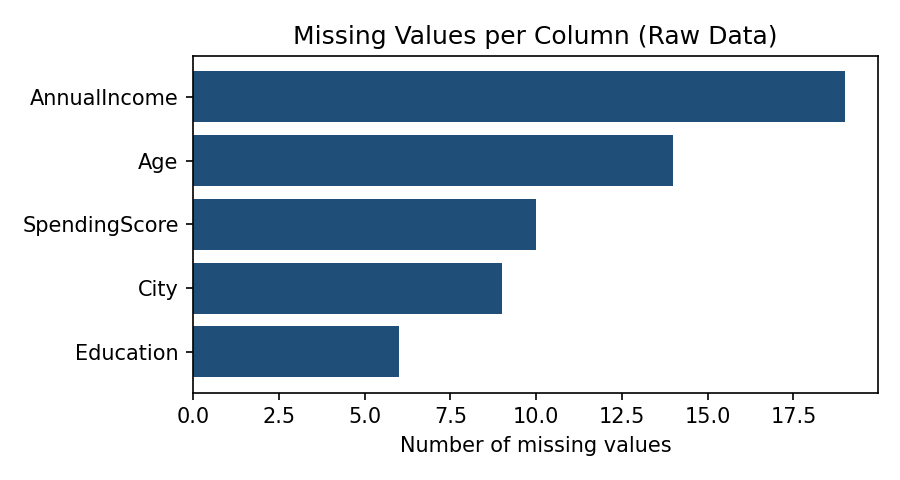 Missing Values per Column (Raw Data)
AnnualIncome
Age
SpendingScore
City
Education
0.0 2.5 5.0 7.5 10.0 12.5 15.0 17.5
Number of missing values